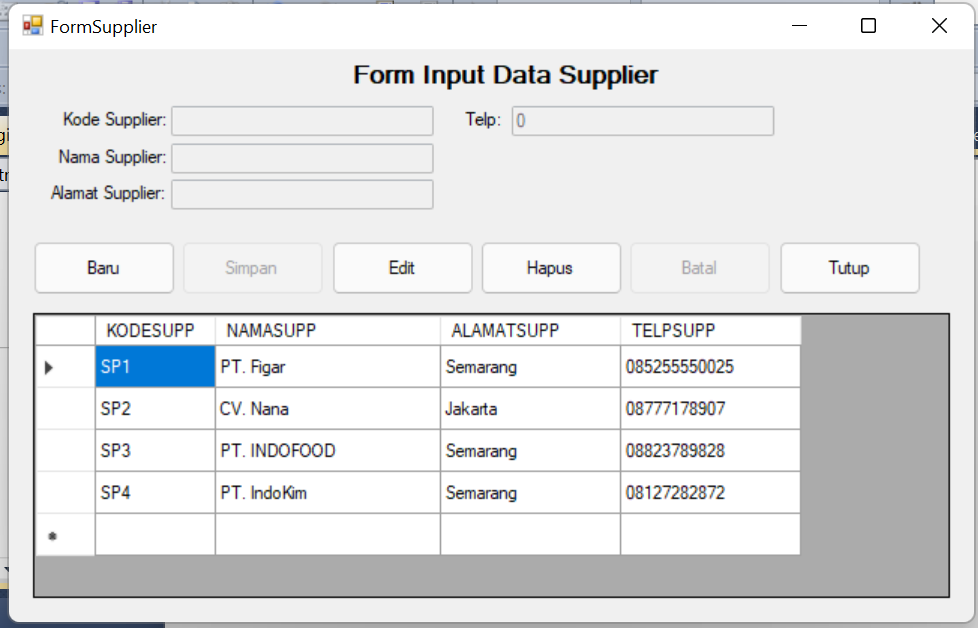 FormSupplier
Form Input Data Supplier
Kode Supplier: Telp: 0
Nama Supplier:
Alamat Supplier:
Baru Simpan Edit Hapus Batal Tutup
KODESUPP NAMASUPP ALAMATSUPP TELPSUPP
SP1 PT. Figar Semarang 085255550025
SP2 CV. Nana Jakarta 08777178907
SP3 PT. INDOFOOD Semarang 08823789828
SP4 PT. IndoKim Semarang 08127282872